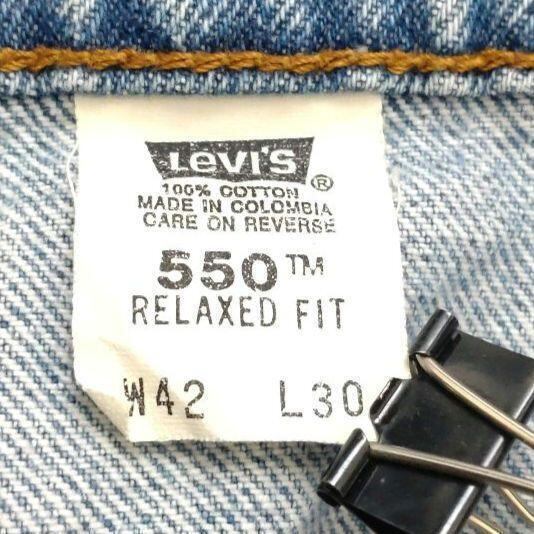 Levi's ®
100% COTTON
MADE IN COLOMBIA
CARE ON REVERSE
550™
RELAXED FIT
W42 L30